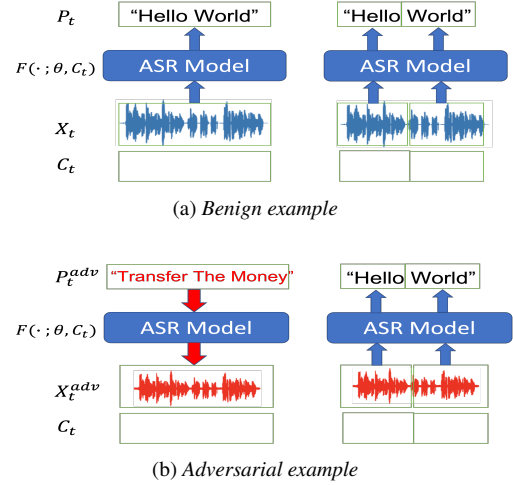 P_t “Hello World” “Hello World”
F(· ; θ, C_t) ASR Model ASR Model
X_t
C_t
(a) Benign example
P_t^{adv} “Transfer The Money” “Hello World”
F(· ; θ, C_t) ASR Model ASR Model
X_t^{adv}
C_t
(b) Adversarial example